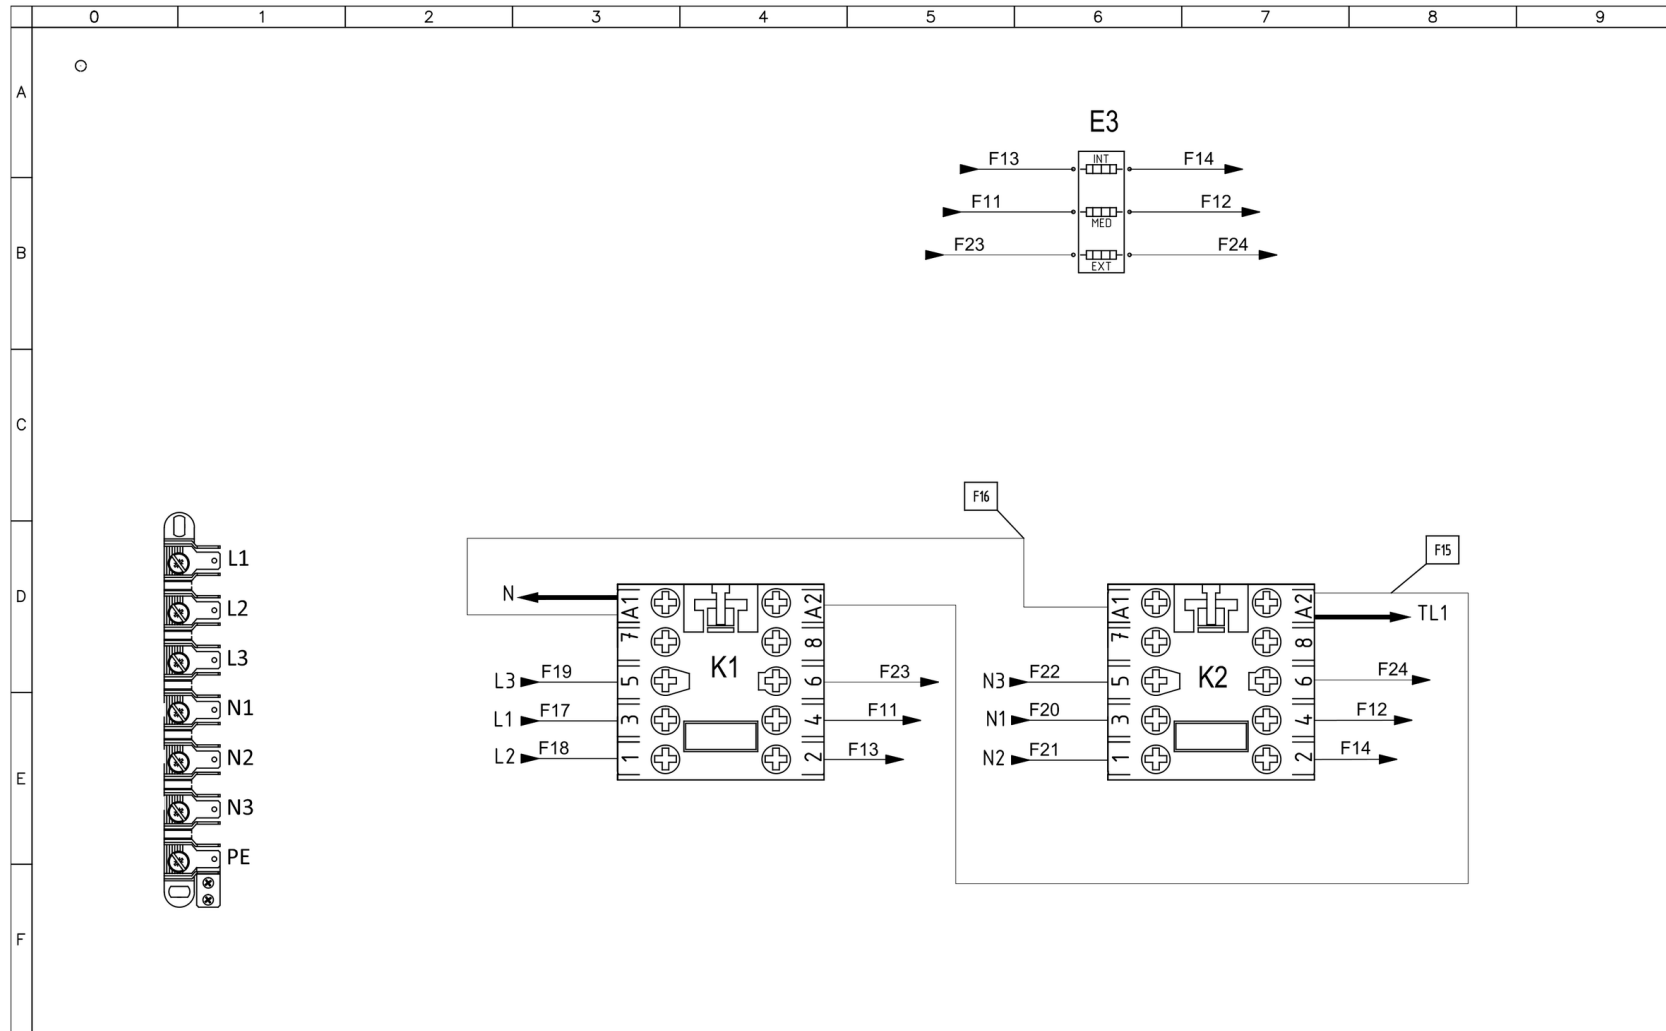 0 1 2 3 4 5 6 7 8 9
A
E3
F13 INT F14
F11 F12
MED
B
F23 F24
EXT
C
F16
F15
L1
D
N A1 A2 A1 A2
TL1
L2
7 8 7 8
L3
K1 K2
L3 F19 5 6 F23 N3 F22 5 6 F24
N1
L1 F17 3 4 F11 N1 F20 3 4 F12
N2
L2 F18 1 2 F13 N2 F21 1 2 F14
E
N3
PE
F